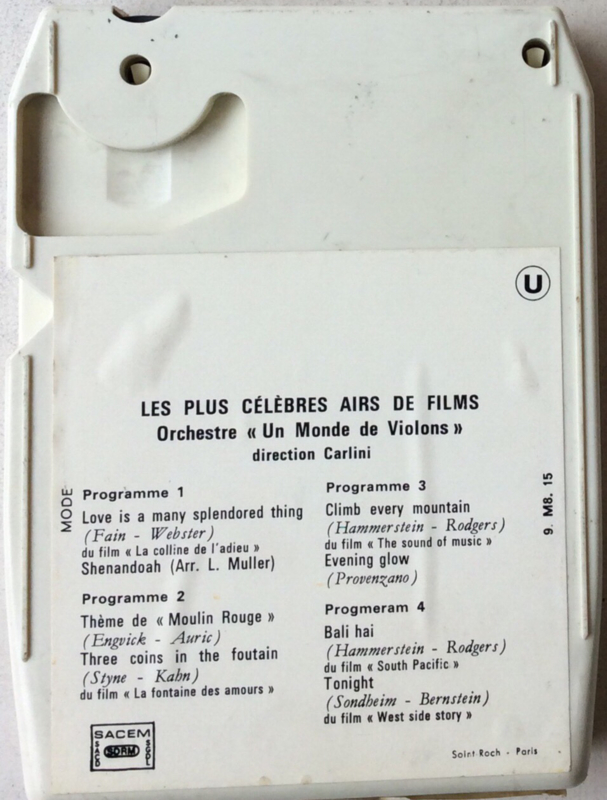 U
LES PLUS CÉLÈBRES AIRS DE FILMS
Orchestre « Un Monde de Violons »
direction Carlini
MODE
Programme 1
Love is a many splendored thing
(Fain - Webster)
du film « La colline de l'adieu »
Shenandoah (Arr. L. Muller)
Programme 2
Thème de « Moulin Rouge »
(Engvick - Auric)
Three coins in the foutain
(Styne - Kahn)
du film « La fontaine des amours »
Programme 3
Climb every mountain
(Hammerstein - Rodgers)
du film « The sound of music »
Evening glow
(Provenzano)
Progmeram 4
Bali hai
(Hammerstein - Rodgers)
du film « South Pacific »
Tonight
(Sondheim - Bernstein)
du film « West side story »
9. M8. 15
SACEM
SACD
SDRM
SGDL
Saint-Roch - Paris